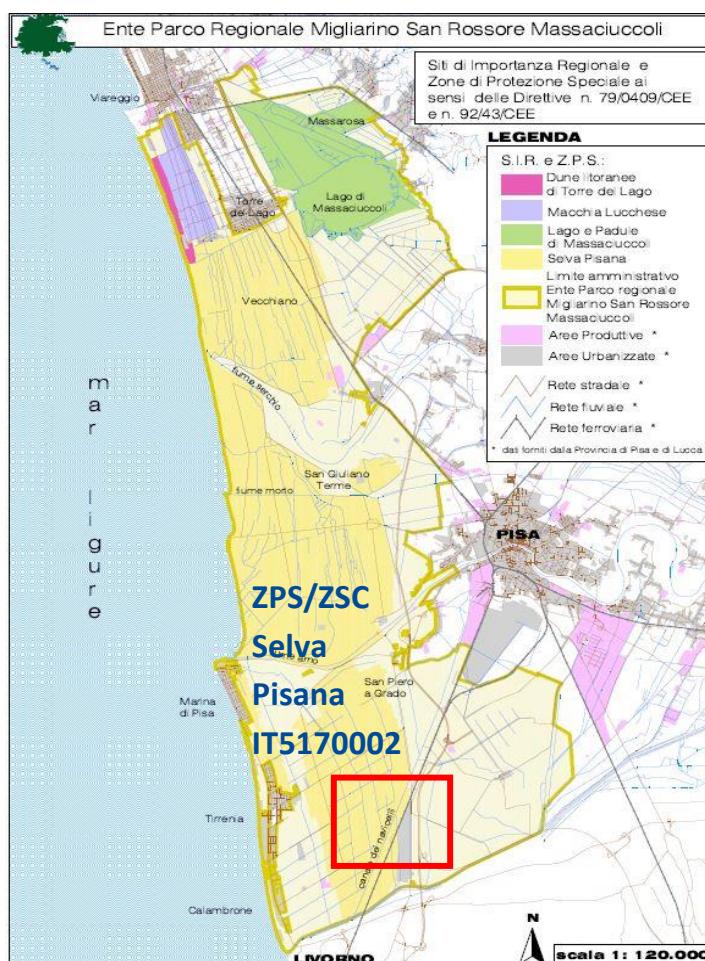 Ente Parco Regionale Migliarino San Rossore Massaciuccoli
Siti di Importanza Regionale e
Zone di Protezione Speciale ai
sensi delle Direttive n. 79/0409/CEE
e n. 92/43/CEE
LEGENDA
S.I.R. e Z.P.S.:
Dune litoranee
di Torre del Lago
Macchia Lucchese
Lago e Padule
di Massaciuccoli
Selva Pisana
Limite amministrativo
Ente Parco regionale
Migliarino San Rossore
Massaciuccoli
Aree Produttive *
Aree Urbanizzate *
Rete stradale *
Rete fluviale *
Rete ferroviaria *
* dati forniti dalla Provincia di Pisa e di Lucca
Viareggio
Massarosa
Lago di
Massaciuccoli
Torre
del Lago
Vecchiano
fiume serchio
mar ligure
San Giuliano
Terme
fiume morto
PISA
ZPS/ZSC
Selva
Pisana
IT5170002
San Piero
a Grado
Marina
di Pisa
Tirrenia
canale dei navicelli
Calambrone
LIVORNO
N
scala 1: 120.000